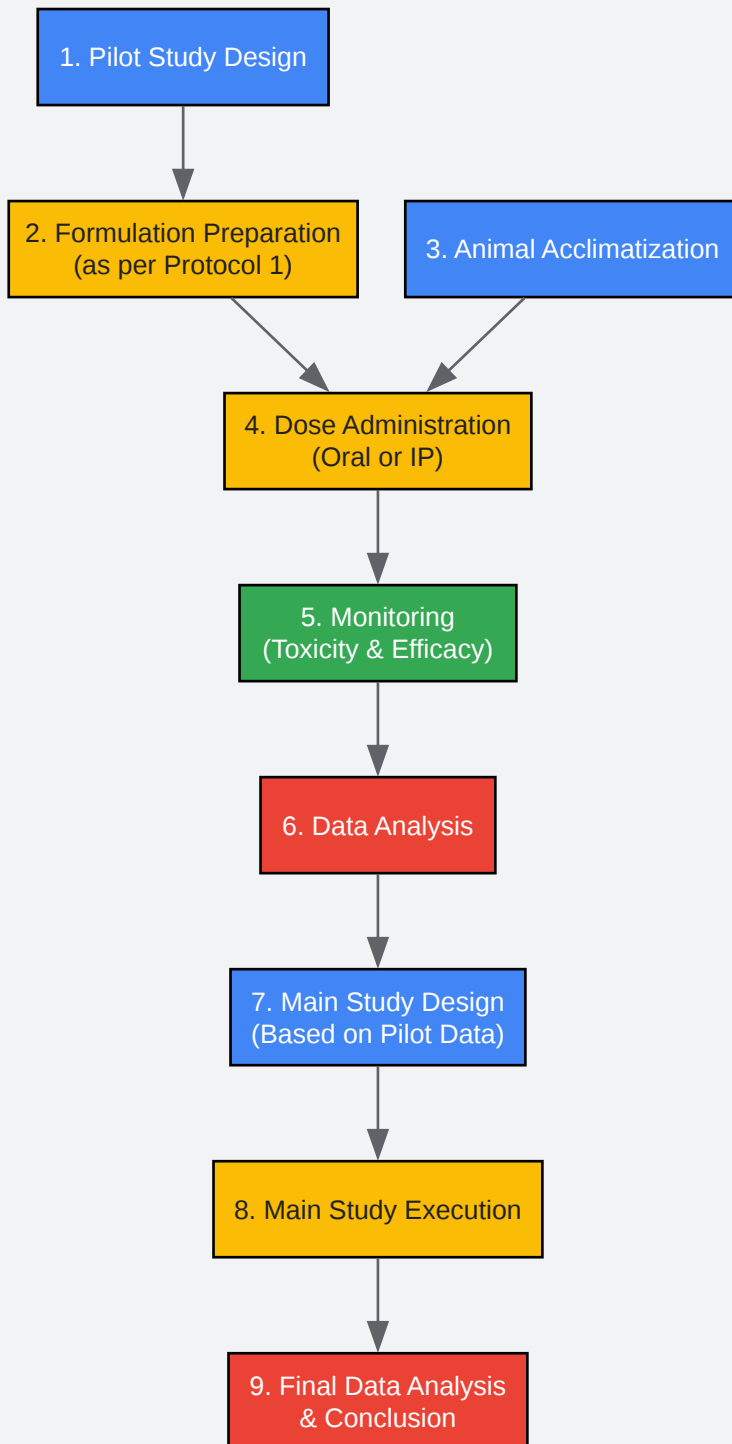 1. Pilot Study Design
2. Formulation Preparation
(as per Protocol 1)
3. Animal Acclimatization
4. Dose Administration
(Oral or IP)
5. Monitoring
(Toxicity & Efficacy)
6. Data Analysis
7. Main Study Design
(Based on Pilot Data)
8. Main Study Execution
9. Final Data Analysis
& Conclusion